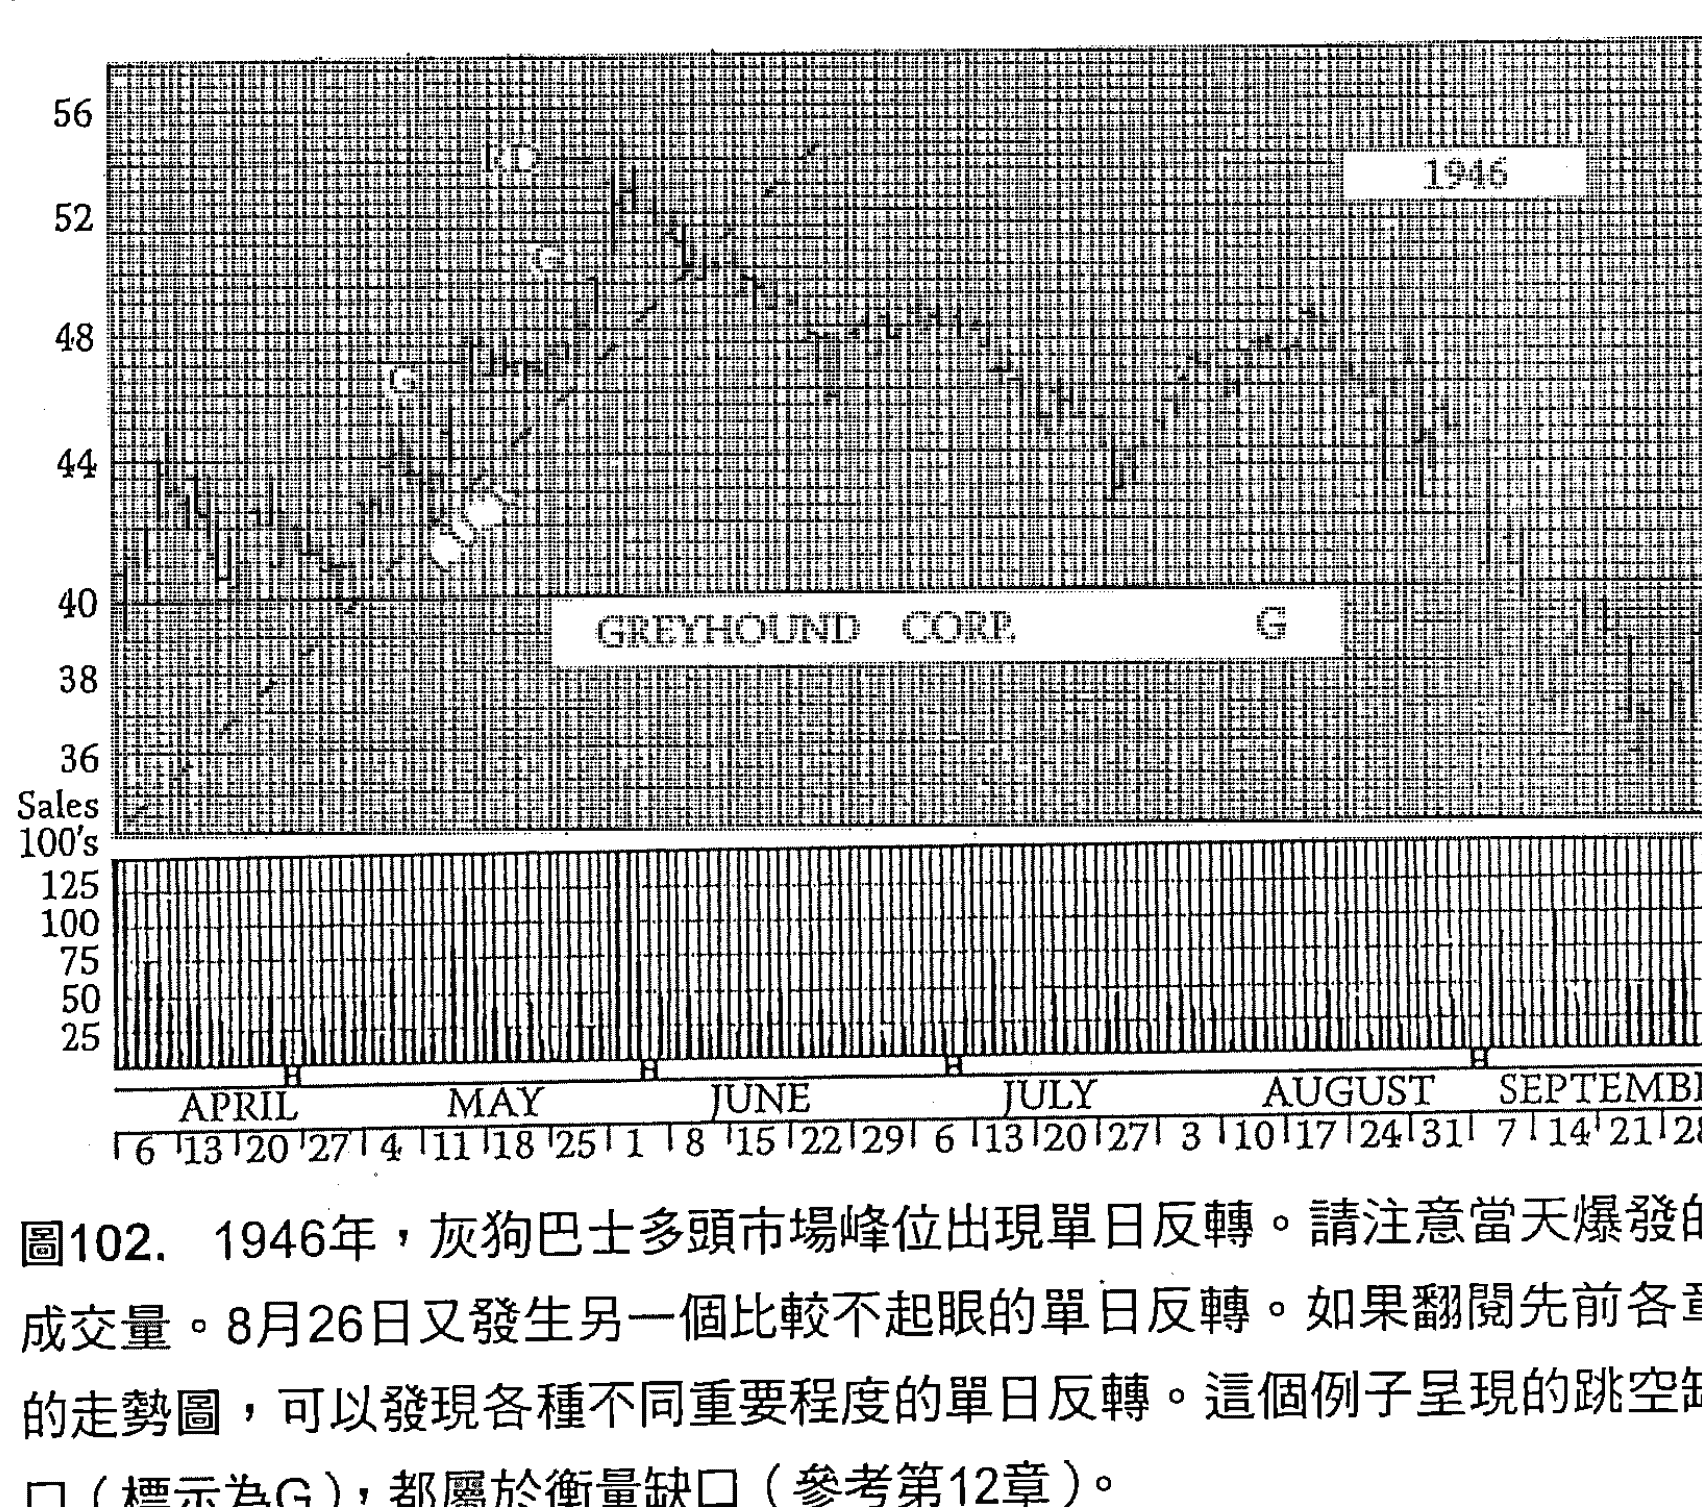 56
1946
52
G
48
G
44
40
GREYHOUND CORP. G
38
36
Sales
100's
125
100
75
50
25
H H H H
APRIL MAY JUNE JULY AUGUST SEPTEMBE
6 13 20 27 4 11 18 25 1 8 15 22 29 6 13 20 27 3 10 17 24 31 7 14 21 28
圖102. 1946年，灰狗巴士多頭市場峰位出現單日反轉。請注意當天爆發的
成交量。8月26日又發生另一個比較不起眼的單日反轉。如果翻閱先前各章
的走勢圖，可以發現各種不同重要程度的單日反轉。這個例子呈現的跳空缺
口（標示為G），都屬於衡量缺口（參考第12章）。